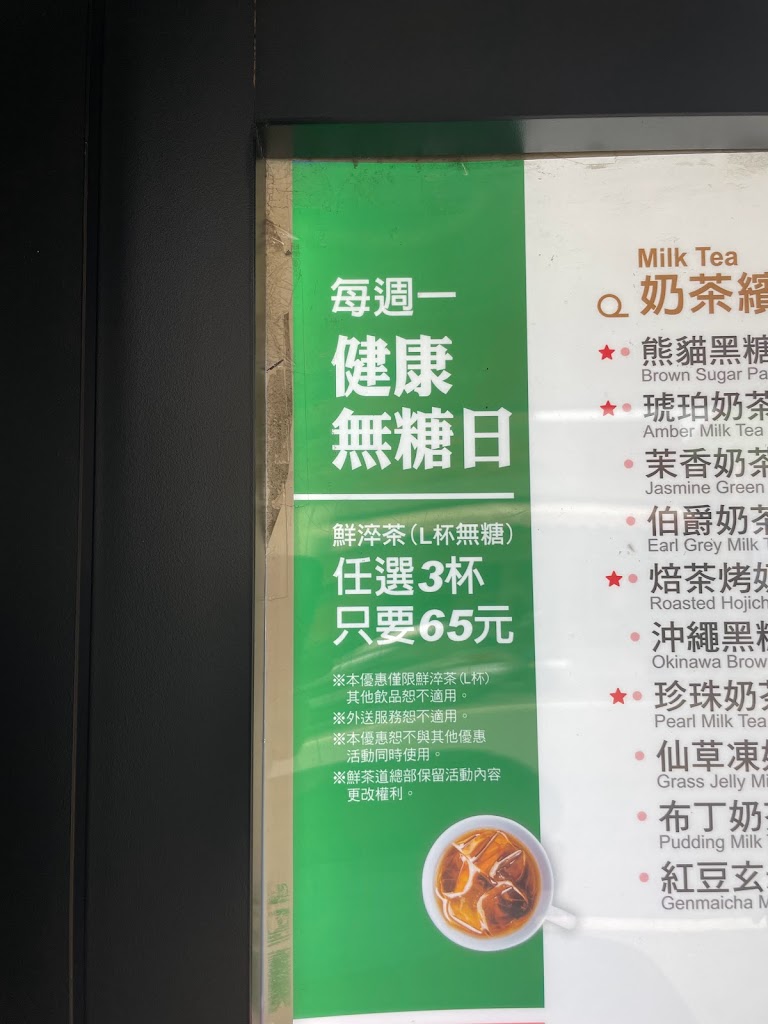 每週一
健康
無糖日
鮮淬茶(L杯無糖)
任選3杯
只要65元
※本優惠僅限鮮淬茶(L杯)
其他飲品恕不適用。
※外送服務恕不適用。
※本優惠恕不與其他優惠
活動同時使用。
※鮮茶道總部保留活動內容
更改權利。
Milk Tea
奶茶繽
熊貓黑糖
Brown Sugar Pa
琥珀奶茶
Amber Milk Tea
茉香奶茶
Jasmine Green
伯爵奶茶
Earl Grey Milk T
焙茶烤奶
Roasted Hojich
沖繩黑糖
Okinawa Brow
珍珠奶茶
Pearl Milk Tea
仙草凍奶
Grass Jelly Mi
布丁奶茶
Pudding Milk
紅豆玄米
Genmaicha M